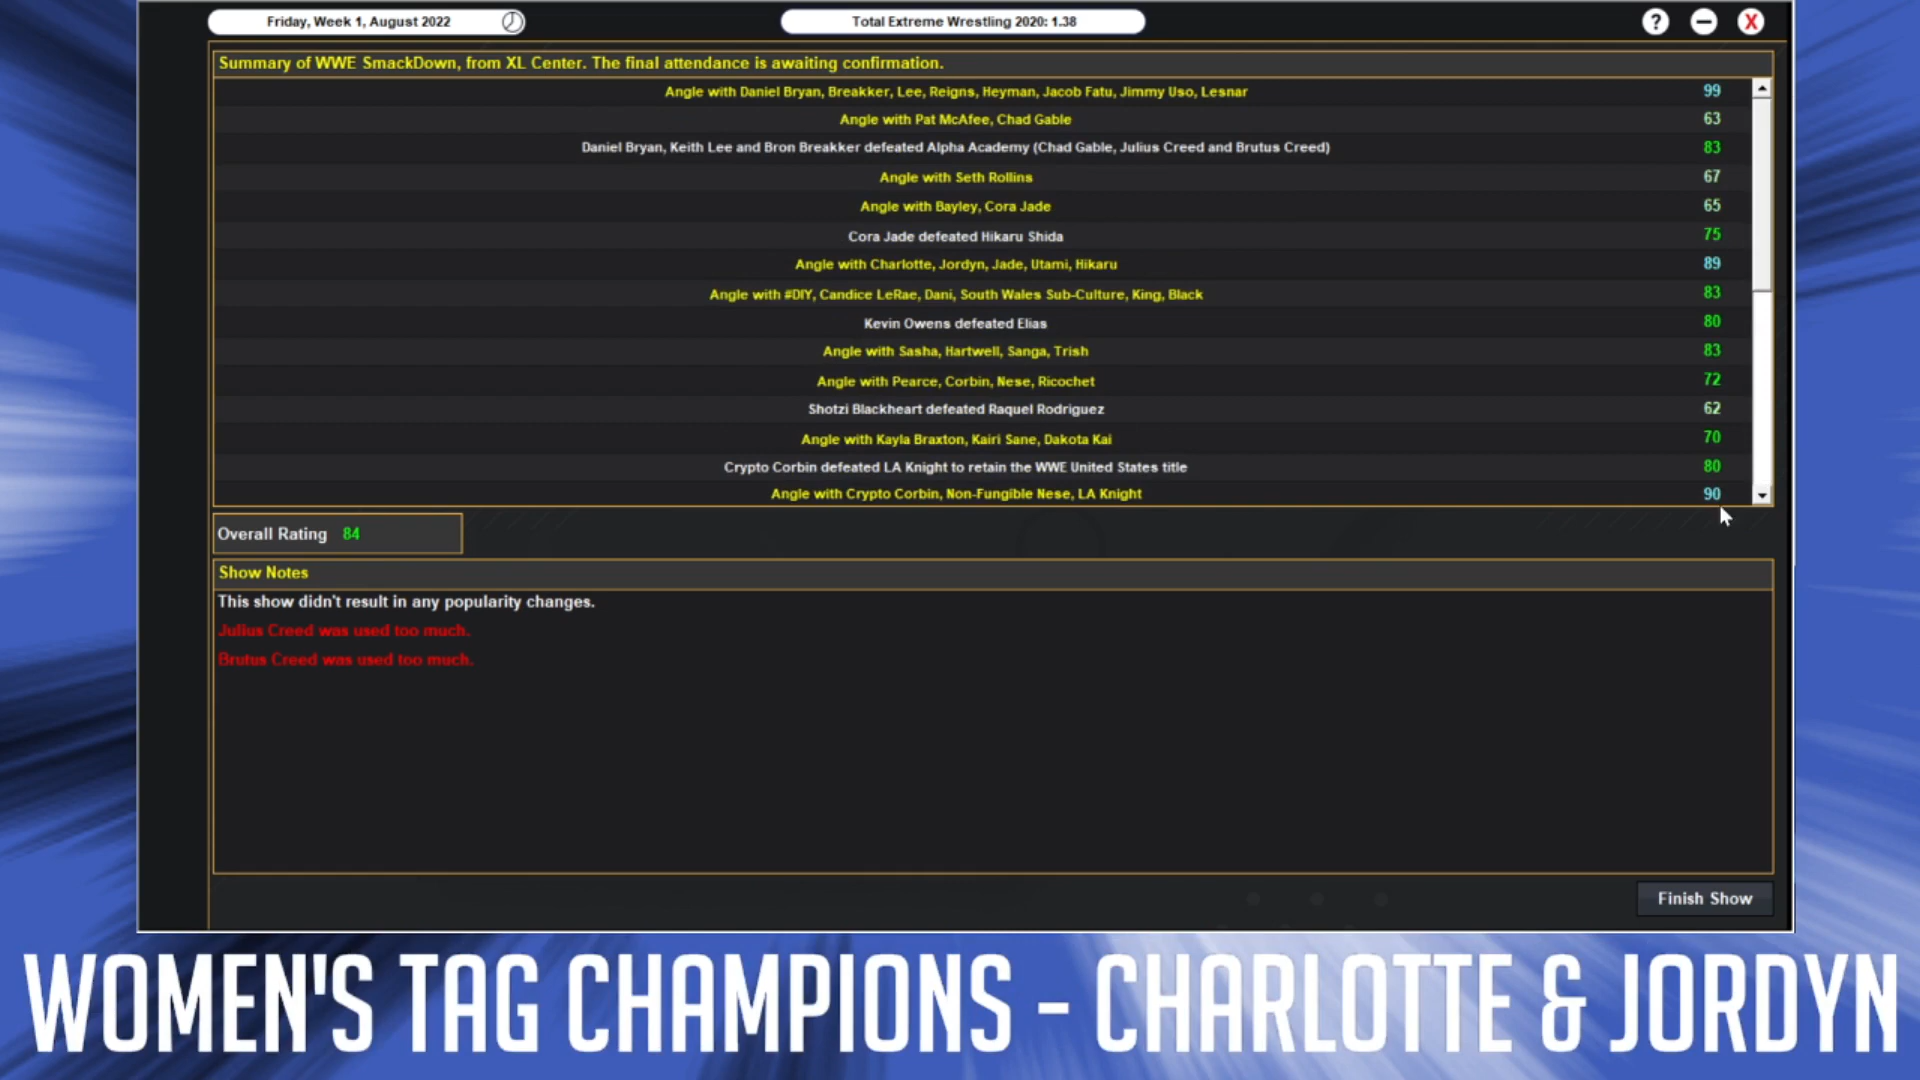 Friday, Week 1, August 2022
Total Extreme Wrestling 2020: 1.38
? – X
Summary of WWE SmackDown, from XL Center. The final attendance is awaiting confirmation.
Angle with Daniel Bryan, Breakker, Lee, Reigns, Heyman, Jacob Fatu, Jimmy Uso, Lesnar 99
Angle with Pat McAfee, Chad Gable 63
Daniel Bryan, Keith Lee and Bron Breakker defeated Alpha Academy (Chad Gable, Julius Creed and Brutus Creed) 83
Angle with Seth Rollins 67
Angle with Bayley, Cora Jade 65
Cora Jade defeated Hikaru Shida 75
Angle with Charlotte, Jordyn, Jade, Utami, Hikaru 89
Angle with #DIY, Candice LeRae, Dani, South Wales Sub-Culture, King, Black 83
Kevin Owens defeated Elias 80
Angle with Sasha, Hartwell, Sanga, Trish 83
Angle with Pearce, Corbin, Nese, Ricochet 72
Shotzi Blackheart defeated Raquel Rodriguez 62
Angle with Kayla Braxton, Kairi Sane, Dakota Kai 70
Crypto Corbin defeated LA Knight to retain the WWE United States title 80
Angle with Crypto Corbin, Non-Fungible Nese, LA Knight 90
Overall Rating 84
Show Notes
This show didn't result in any popularity changes.
Julius Creed was used too much.
Brutus Creed was used too much.
Finish Show
WOMEN'S TAG CHAMPIONS - CHARLOTTE & JORDYN